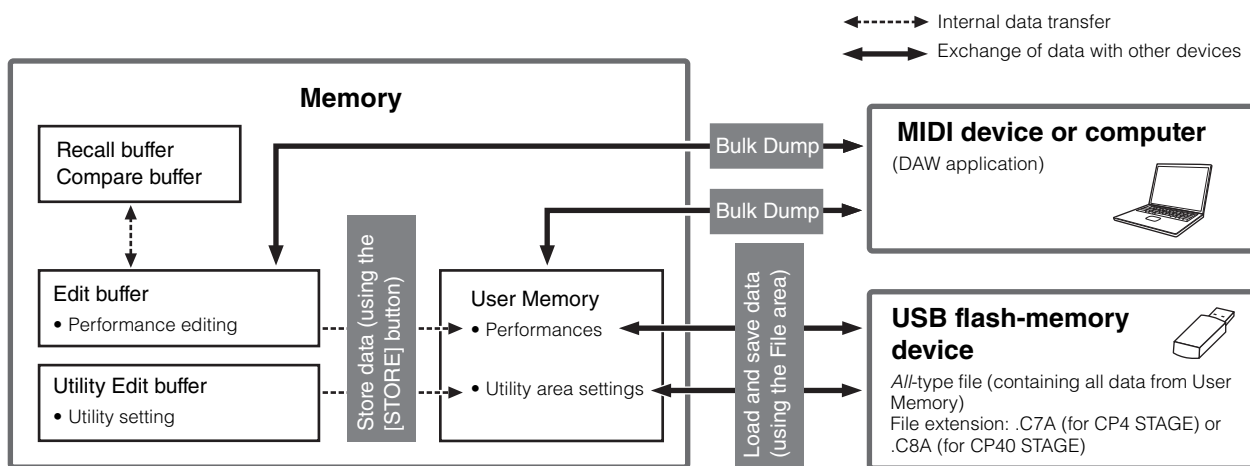 Internal data transfer
Exchange of data with other devices
Memory
Recall buffer
Compare buffer
Edit buffer
• Performance editing
Utility Edit buffer
• Utility setting
Store data (using the
[STORE] button)
User Memory
• Performances
• Utility area settings
Bulk Dump
Bulk Dump
Load and save data
(using the File area)
MIDI device or computer
(DAW application)
USB flash-memory
device
All-type file (containing all data from User
Memory)
File extension: .C7A (for CP4 STAGE) or
.C8A (for CP40 STAGE)